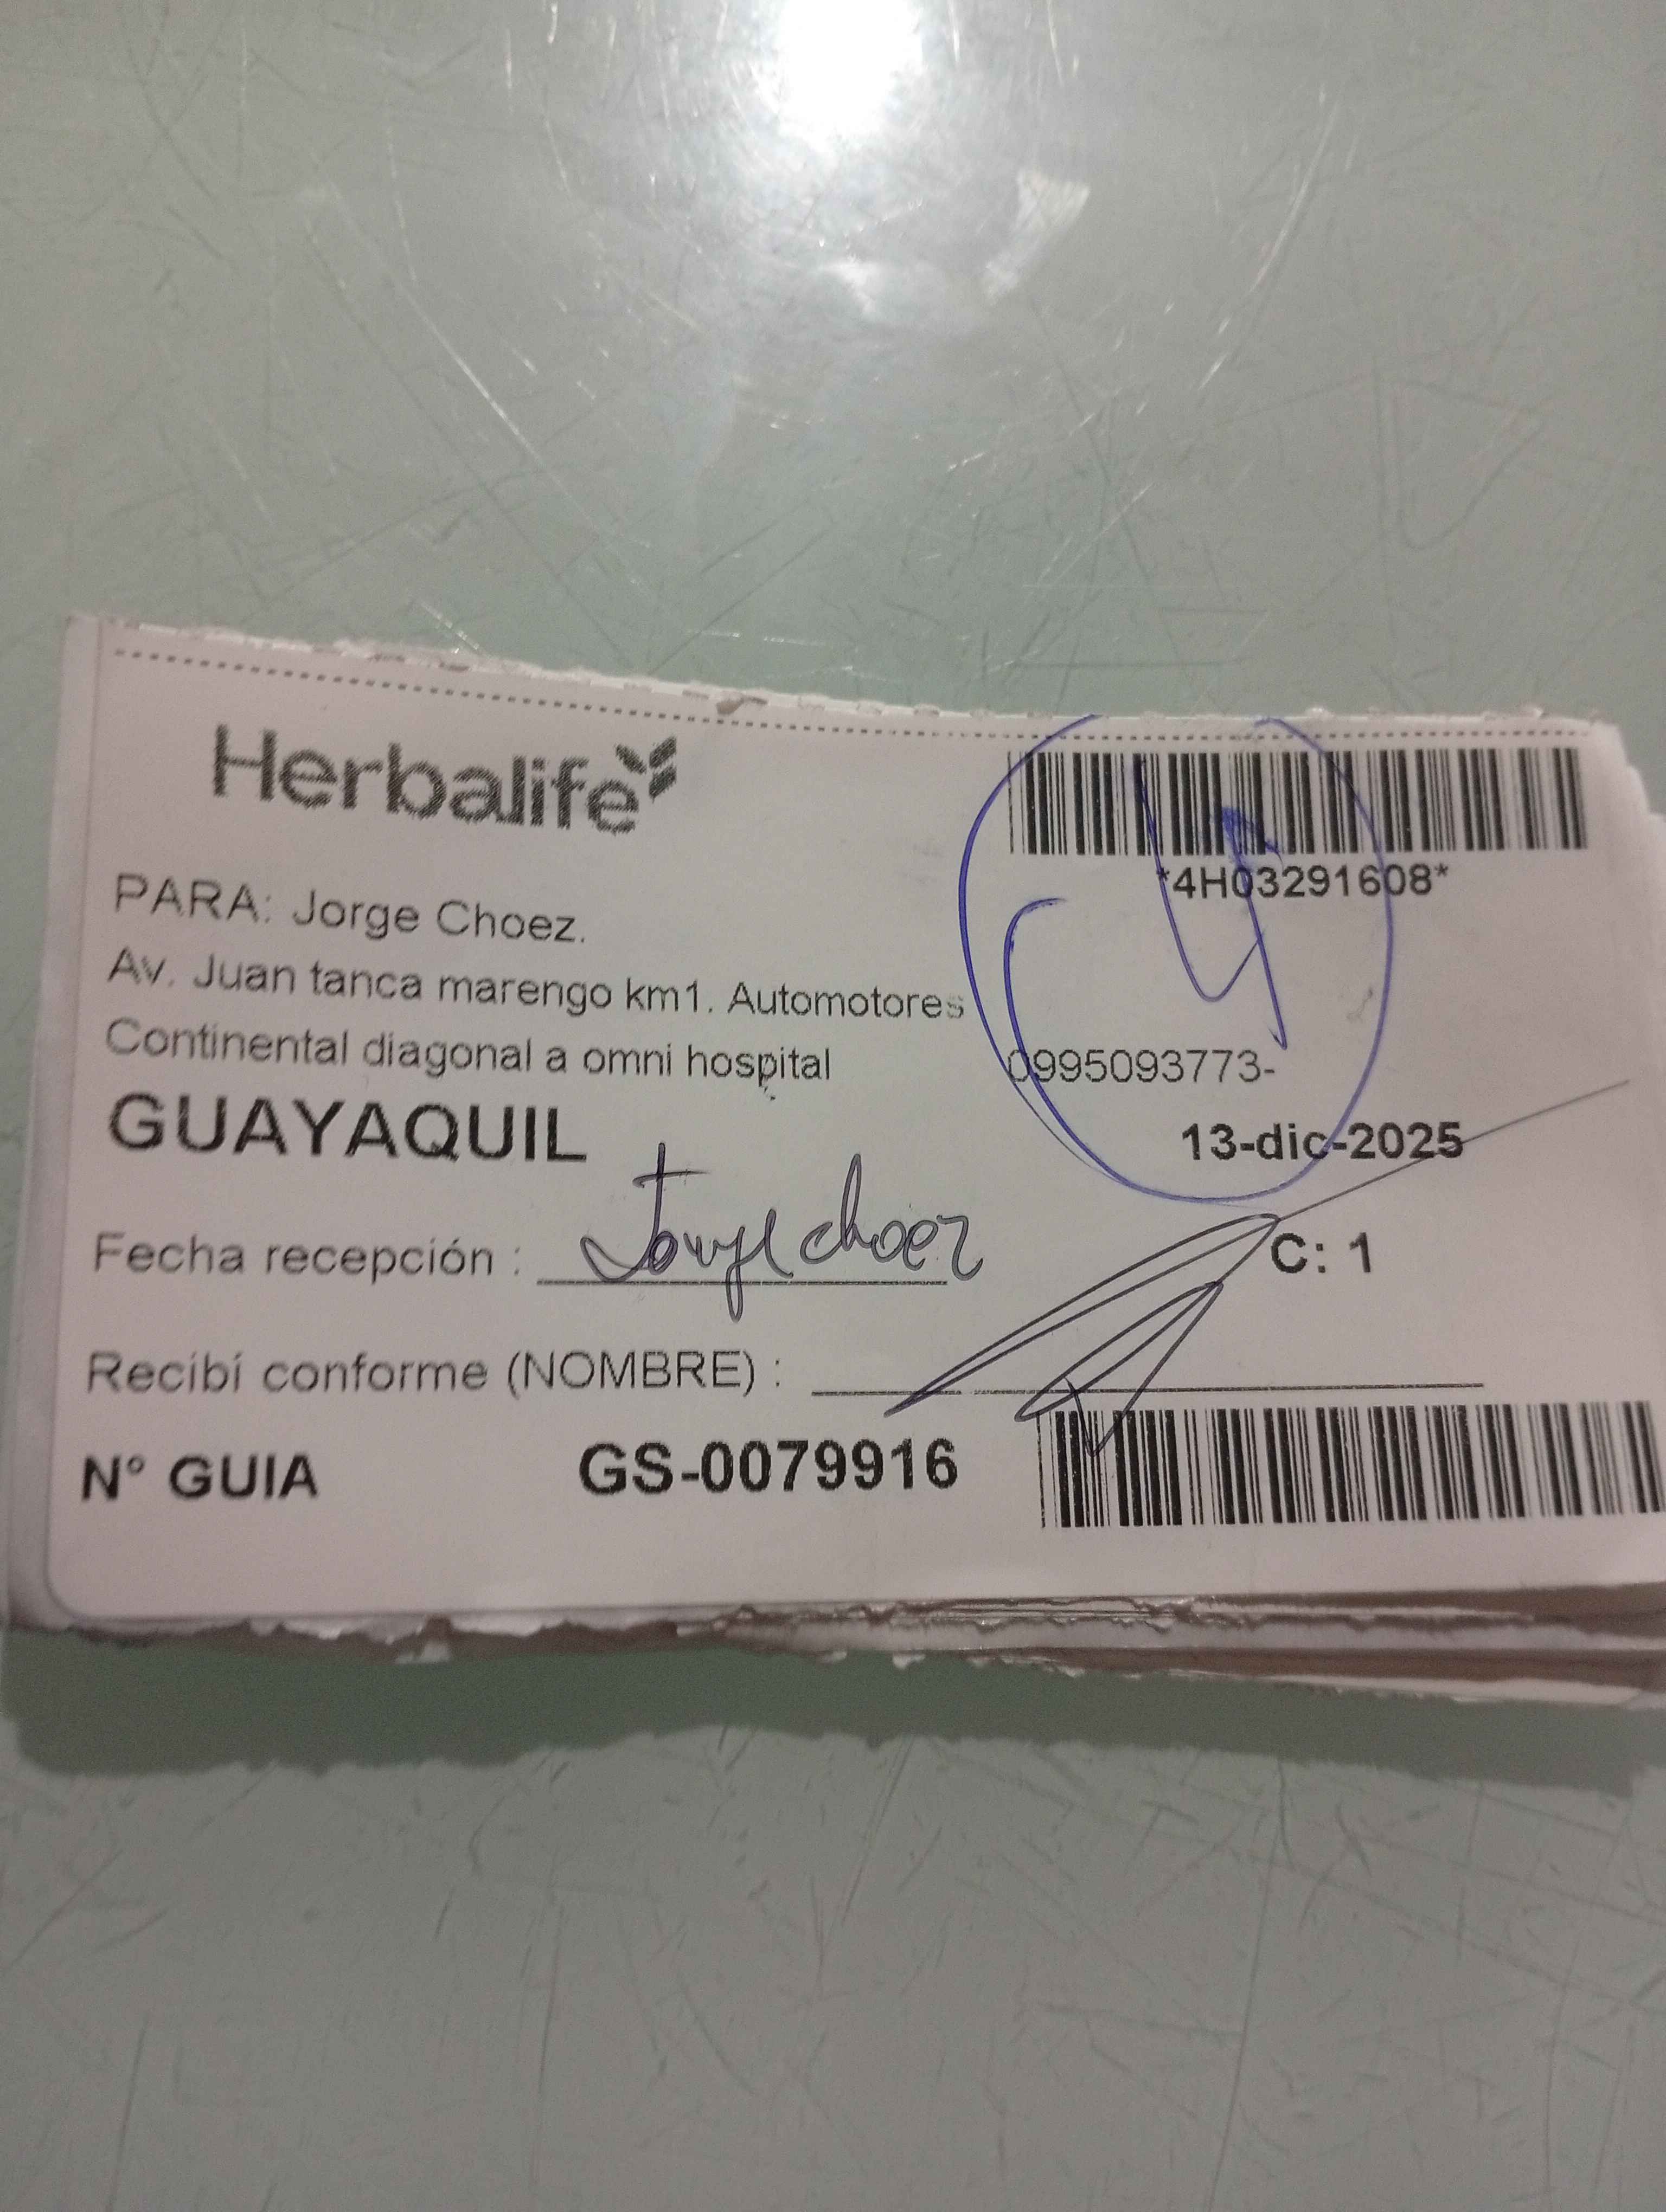 Herbalife
*4H03291608*
PARA: Jorge Choez.
Av. Juan tanca marengo km1. Automotores
Continental diagonal a omni hospital
0995093773-
GUAYAQUIL
13-dic-2025
Fecha recepción : Jorge choez
C: 1
Recibí conforme (NOMBRE) :
N° GUIA GS-0079916